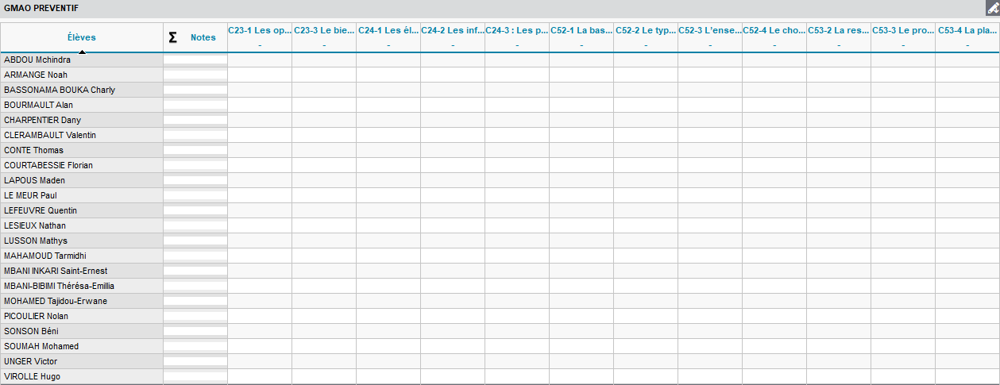 GMAO PREVENTIF
Élèves Σ Notes C23-1 Les op... C23-3 Le bie... C24-1 Les él... C24-2 Les inf... C24-3 : Les p... C52-1 La bas... C52-2 Le typ... C52-3 L'ense... C52-4 Le cho... C53-2 La res... C53-3 Le pro... C53-4 La pla...
- - - - - - - - - - - -
ABDOU Mchindra
ARMANGE Noah
BASSONAMA BOUKA Charly
BOURMAULT Alan
CHARPENTIER Dany
CLERAMBAULT Valentin
CONTE Thomas
COURTABESSIE Florian
LAPOUS Maden
LE MEUR Paul
LEFEUVRE Quentin
LESIEUX Nathan
LUSSON Mathys
MAHAMOUD Tarmidhi
MBANI INKARI Saint-Ernest
MBANI-BIBIMI Thérésa-Emillia
MOHAMED Tajidou-Erwane
PICOULIER Nolan
SONSON Béni
SOUMAH Mohamed
UNGER Victor
VIROLLE Hugo